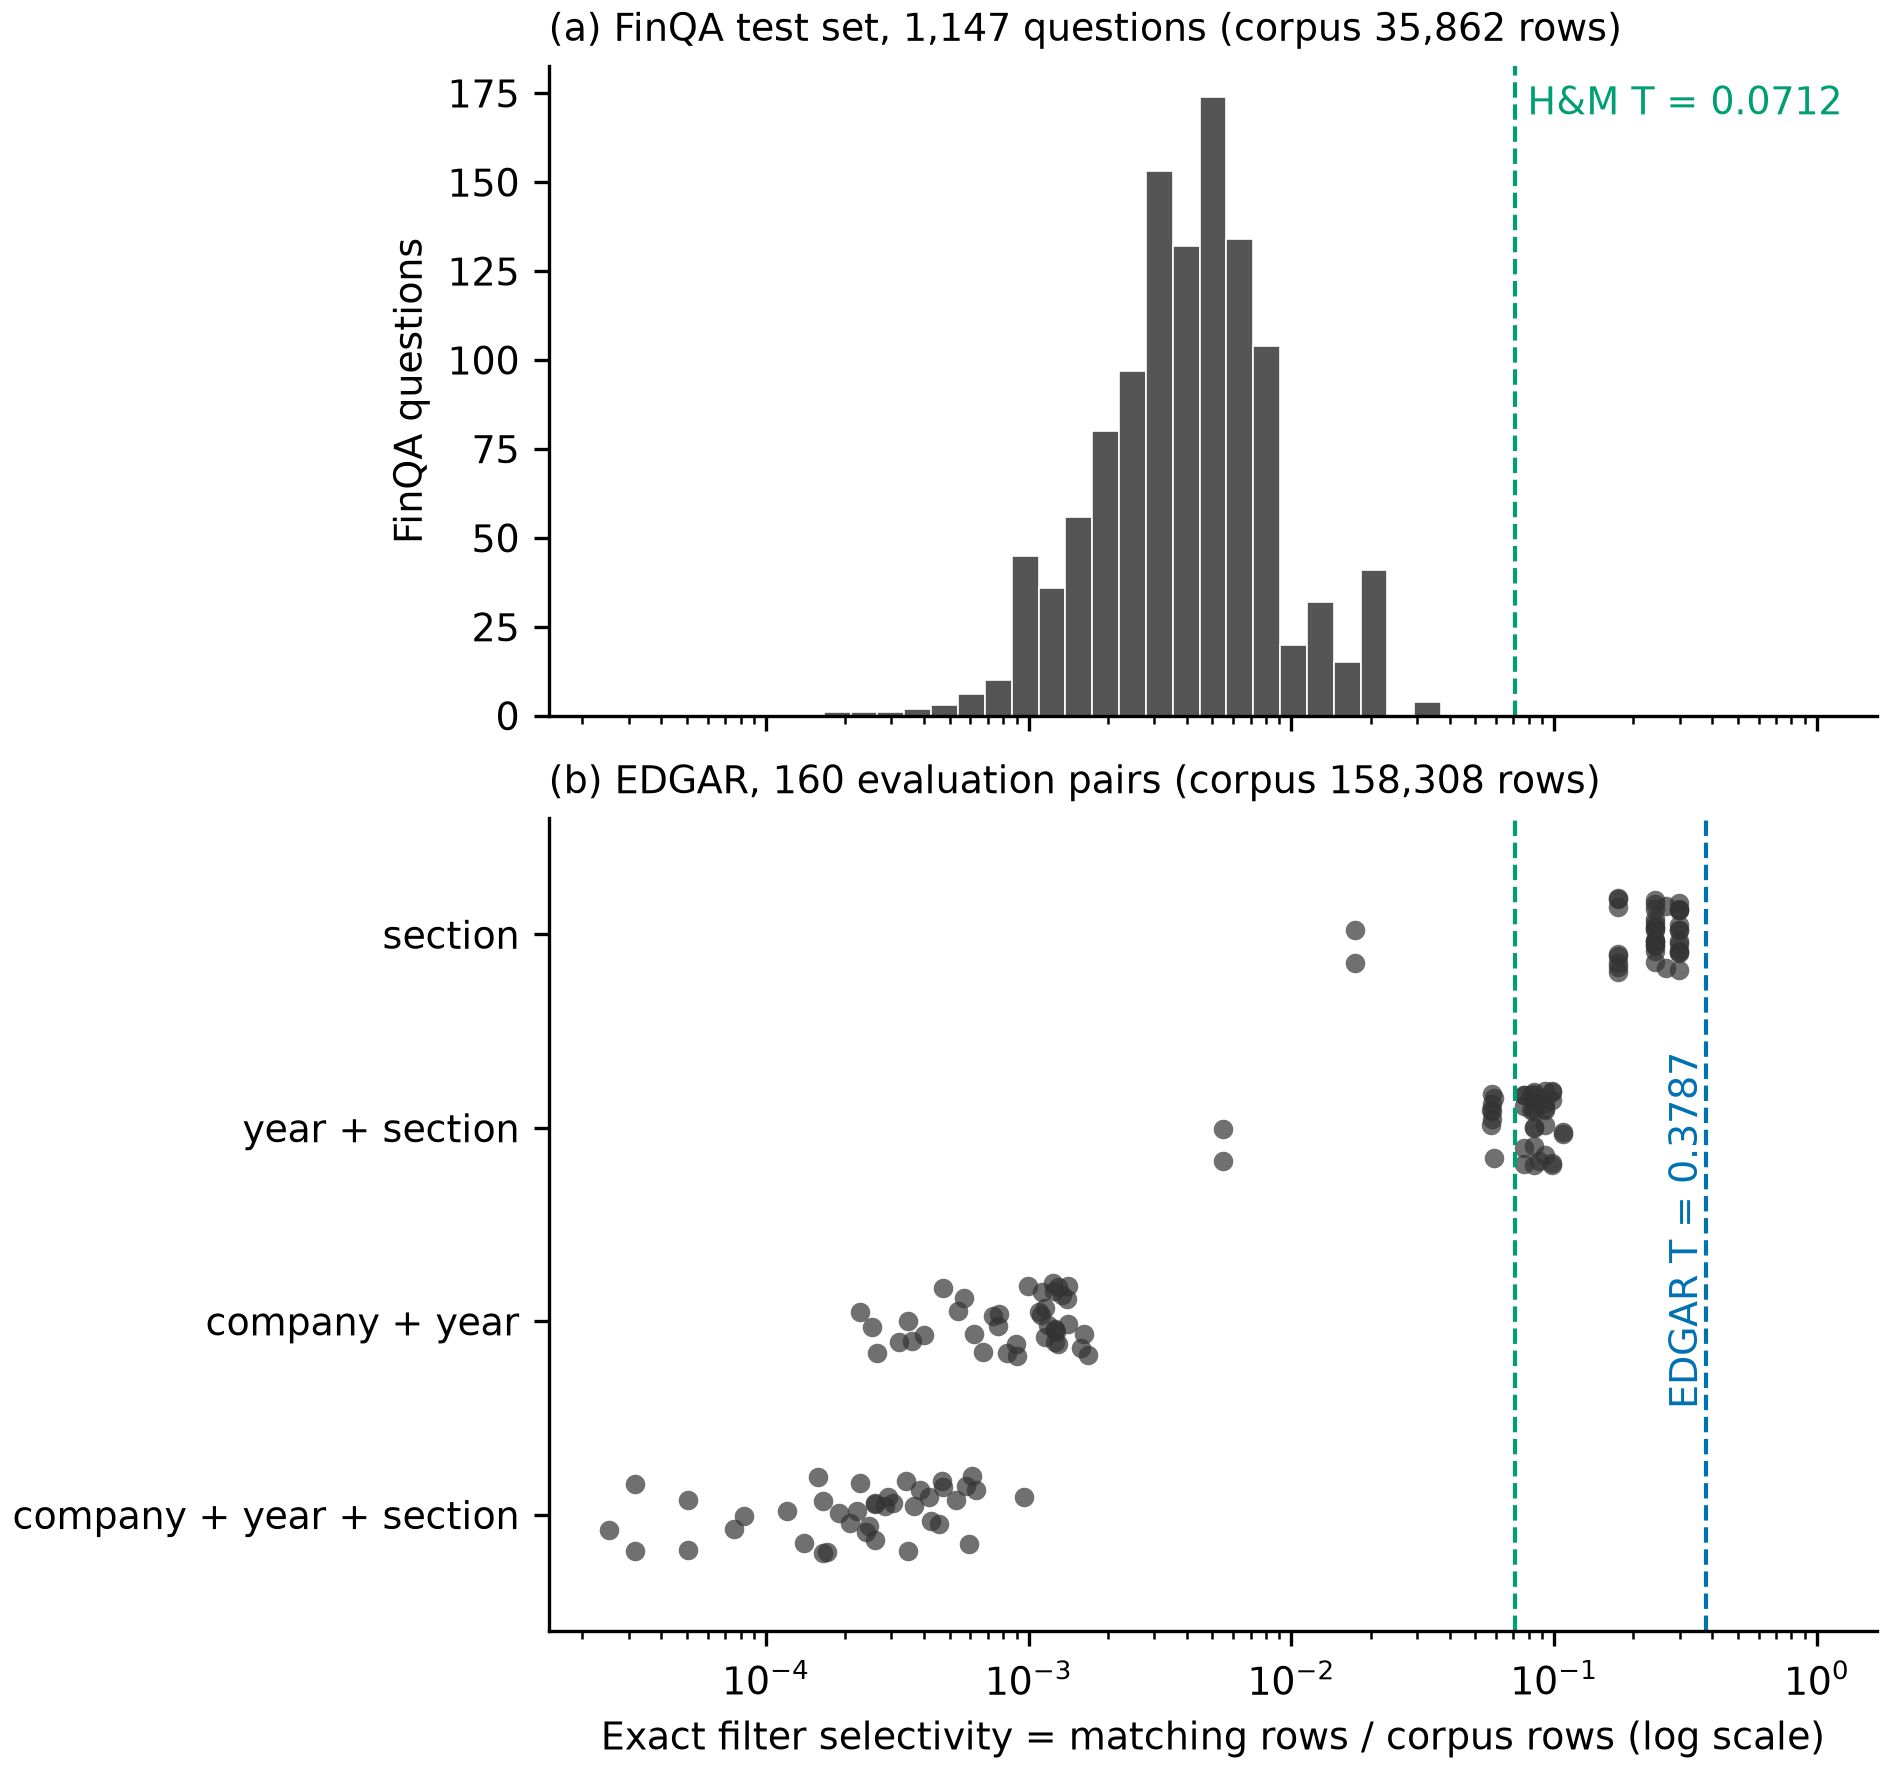 (a) FinQA test set, 1,147 questions (corpus 35,862 rows)
H&M T = 0.0712
175
150
125
100
75
50
25
0
FinQA questions
(b) EDGAR, 160 evaluation pairs (corpus 158,308 rows)
section
year + section
company + year
company + year + section
EDGAR T = 0.3787
10⁻⁴ 10⁻³ 10⁻² 10⁻¹ 10⁰
Exact filter selectivity = matching rows / corpus rows (log scale)